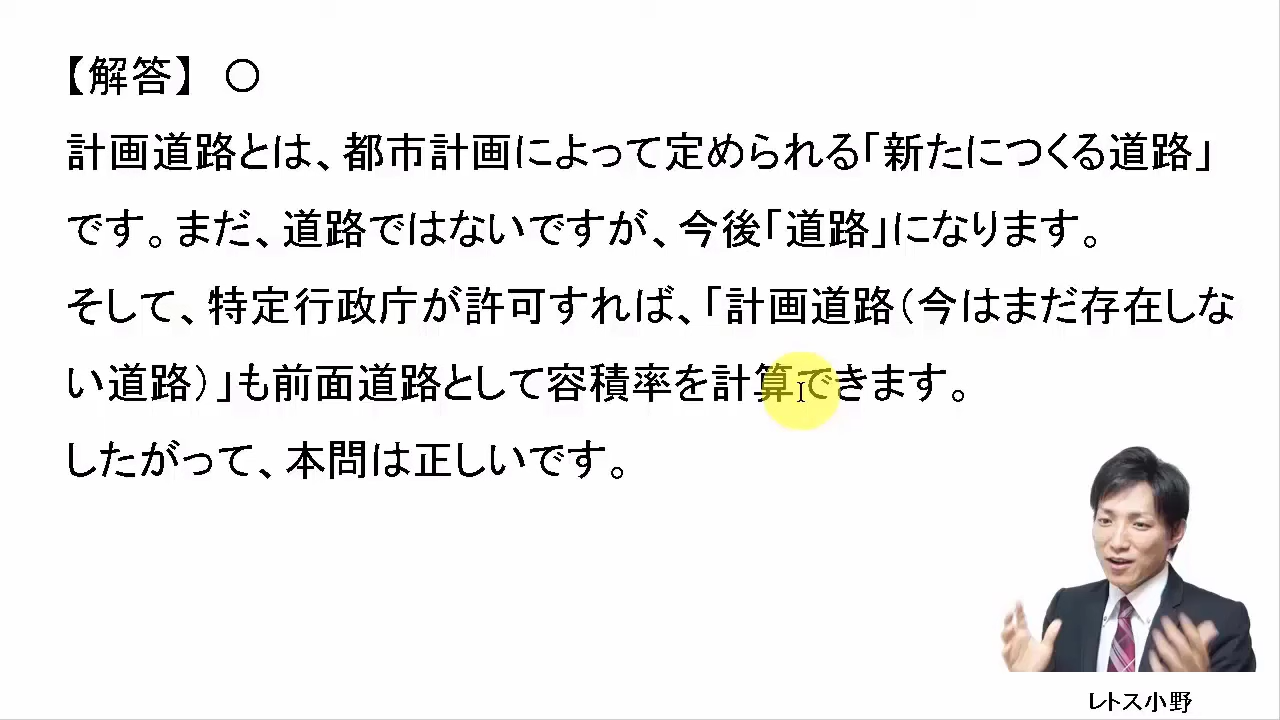 【解答】 ○
計画道路とは、都市計画によって定められる「新たにつくる道路」
です。まだ、道路ではないですが、今後「道路」になります。
そして、特定行政庁が許可すれば、「計画道路（今はまだ存在しな
い道路）」も前面道路として容積率を計算できます。
したがって、本問は正しいです。
レトス小野